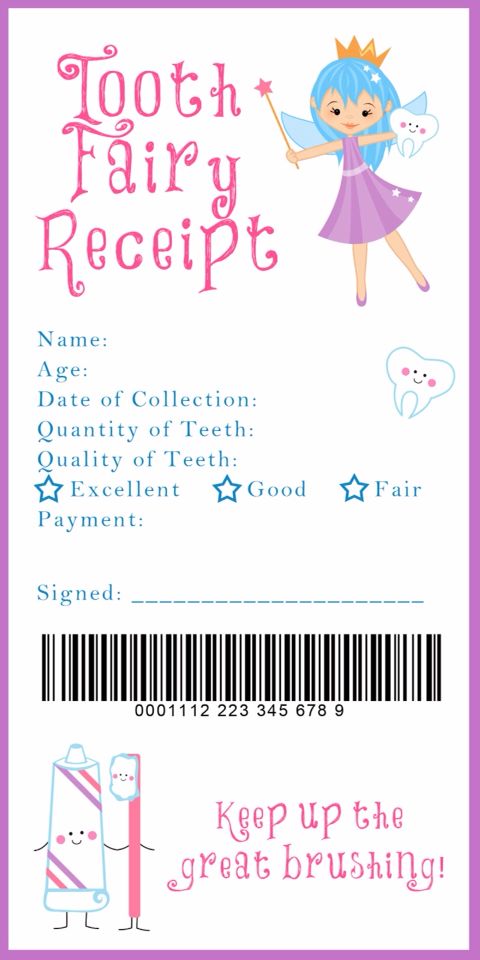 Tooth
Fairy
Receipt
Name:
Age:
Date of Collection:
Quantity of Teeth:
Quality of Teeth:
Excellent Good Fair
Payment:
Signed: _____________________
0001112 223 345 678 9
Keep up the
great brushing!